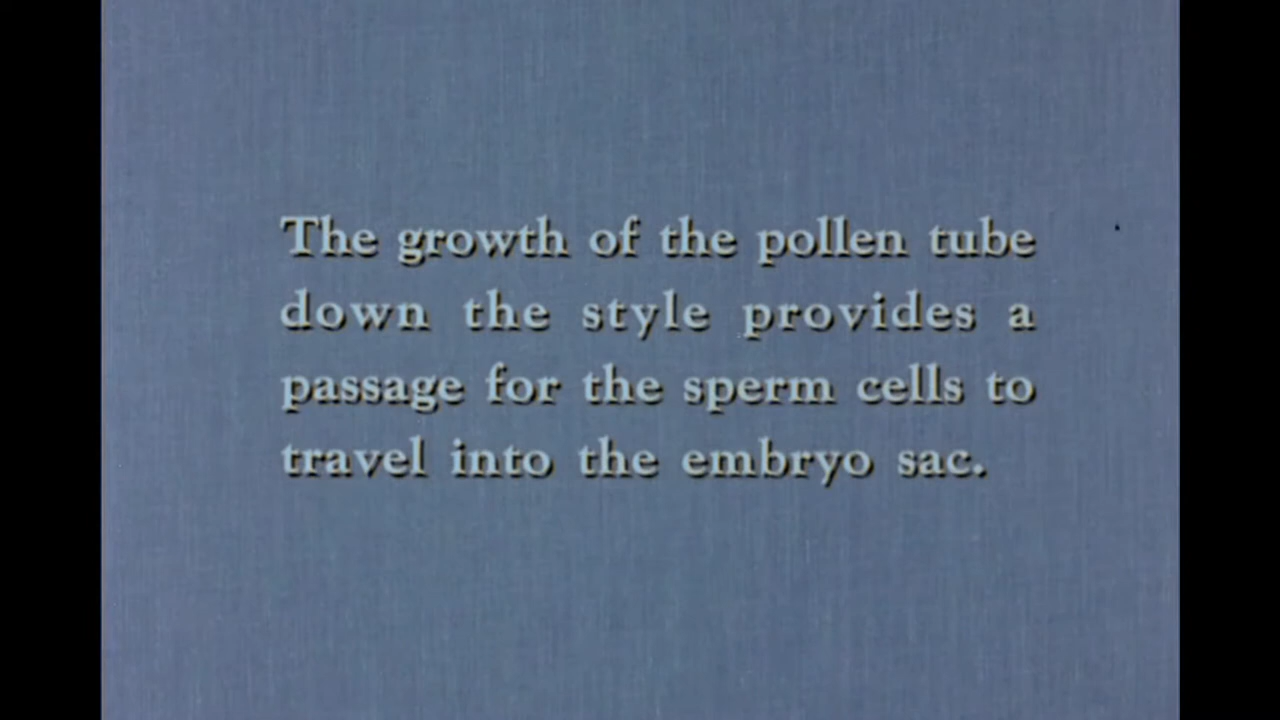 The growth of the pollen tube
down the style provides a
passage for the sperm cells to
travel into the embryo sac.